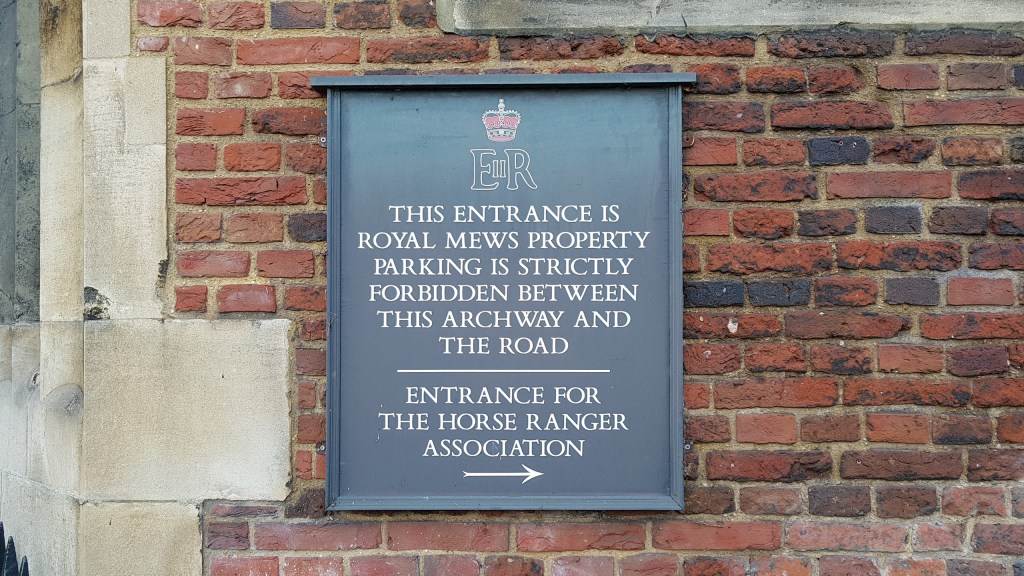 EIIR
THIS ENTRANCE IS
ROYAL MEWS PROPERTY
PARKING IS STRICTLY
FORBIDDEN BETWEEN
THIS ARCHWAY AND
THE ROAD
ENTRANCE FOR
THE HORSE RANGER
ASSOCIATION